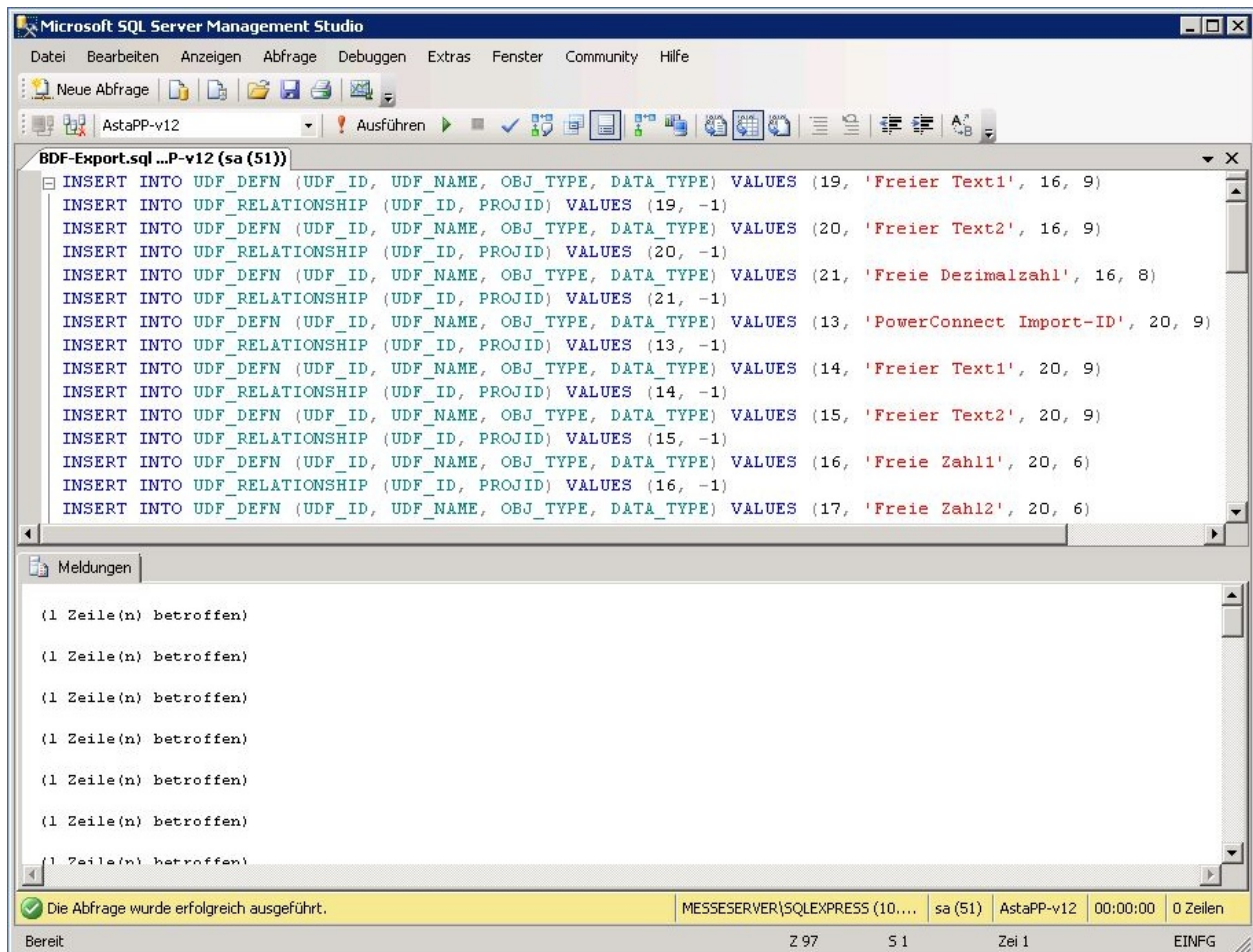 Microsoft SQL Server Management Studio
Datei Bearbeiten Anzeigen Abfrage Debuggen Extras Fenster Community Hilfe
Neue Abfrage
AstaPP-v12 Ausführen
BDF-Export.sql ...P-v12 (sa (51))
INSERT INTO UDF_DEFN (UDF_ID, UDF_NAME, OBJ_TYPE, DATA_TYPE) VALUES (19, 'Freier Text1', 16, 9)
INSERT INTO UDF_RELATIONSHIP (UDF_ID, PROJID) VALUES (19, -1)
INSERT INTO UDF_DEFN (UDF_ID, UDF_NAME, OBJ_TYPE, DATA_TYPE) VALUES (20, 'Freier Text2', 16, 9)
INSERT INTO UDF_RELATIONSHIP (UDF_ID, PROJID) VALUES (20, -1)
INSERT INTO UDF_DEFN (UDF_ID, UDF_NAME, OBJ_TYPE, DATA_TYPE) VALUES (21, 'Freie Dezimalzahl', 16, 8)
INSERT INTO UDF_RELATIONSHIP (UDF_ID, PROJID) VALUES (21, -1)
INSERT INTO UDF_DEFN (UDF_ID, UDF_NAME, OBJ_TYPE, DATA_TYPE) VALUES (13, 'PowerConnect Import-ID', 20, 9)
INSERT INTO UDF_RELATIONSHIP (UDF_ID, PROJID) VALUES (13, -1)
INSERT INTO UDF_DEFN (UDF_ID, UDF_NAME, OBJ_TYPE, DATA_TYPE) VALUES (14, 'Freier Text1', 20, 9)
INSERT INTO UDF_RELATIONSHIP (UDF_ID, PROJID) VALUES (14, -1)
INSERT INTO UDF_DEFN (UDF_ID, UDF_NAME, OBJ_TYPE, DATA_TYPE) VALUES (15, 'Freier Text2', 20, 9)
INSERT INTO UDF_RELATIONSHIP (UDF_ID, PROJID) VALUES (15, -1)
INSERT INTO UDF_DEFN (UDF_ID, UDF_NAME, OBJ_TYPE, DATA_TYPE) VALUES (16, 'Freie Zahl1', 20, 6)
INSERT INTO UDF_RELATIONSHIP (UDF_ID, PROJID) VALUES (16, -1)
INSERT INTO UDF_DEFN (UDF_ID, UDF_NAME, OBJ_TYPE, DATA_TYPE) VALUES (17, 'Freie Zahl2', 20, 6)
Meldungen
(1 Zeile(n) betroffen)
(1 Zeile(n) betroffen)
(1 Zeile(n) betroffen)
(1 Zeile(n) betroffen)
(1 Zeile(n) betroffen)
(1 Zeile(n) betroffen)
(1 Zeile(n) betroffen)
Die Abfrage wurde erfolgreich ausgeführt. MESSESERVER\SQLEXPRESS (10.... sa (51) AstaPP-v12 00:00:00 0 Zeilen
Bereit Z 97 S 1 Zei 1 EINFG